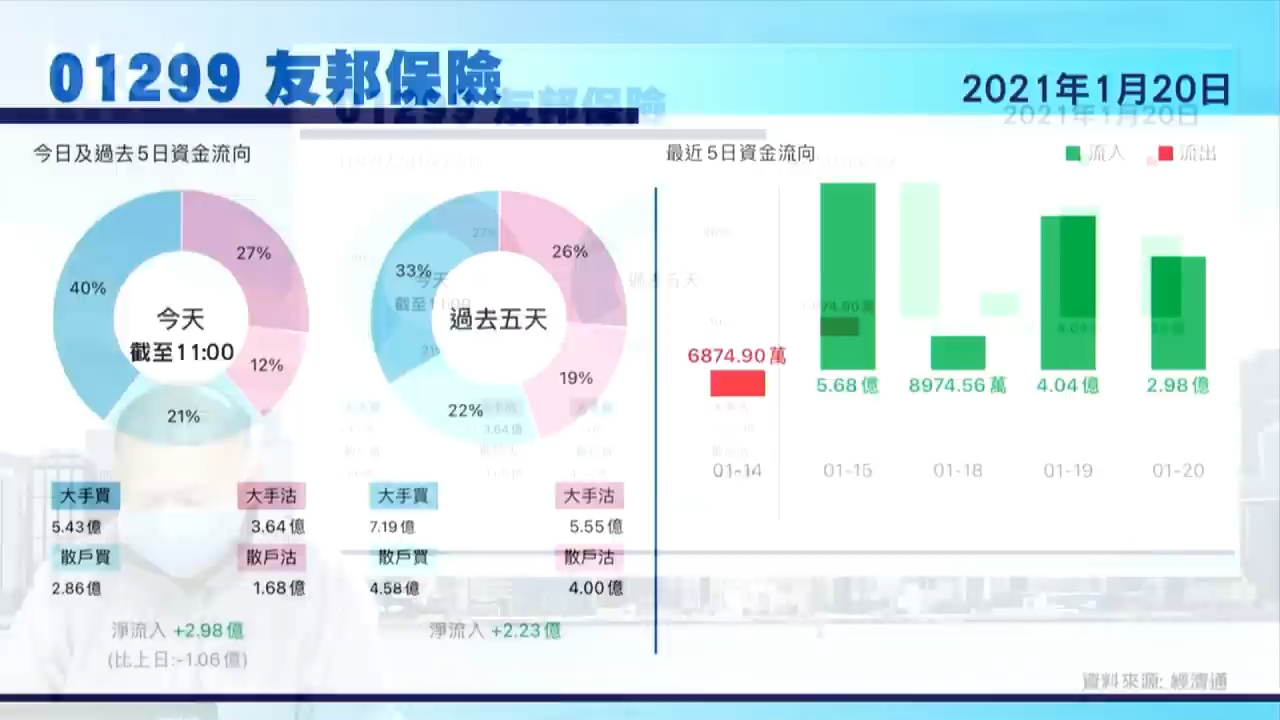 01299 友邦保險
2021年1月20日
今日及過去5日資金流向
最近5日資金流向
流入
流出
40%
27%
12%
21%
今天
截至11:00
33%
26%
19%
22%
過去五天
6874.90萬
5.68億
8974.56萬
4.04億
2.98億
01-14
01-15
01-18
01-19
01-20
大手買
大手沽
5.43億
3.64億
散戶買
散戶沽
2.86億
1.68億
淨流入 +2.98億
(比上日:-1.06億)
大手買
大手沽
7.19億
5.55億
散戶買
散戶沽
4.58億
4.00億
淨流入 +2.23億
資料來源: 經濟通